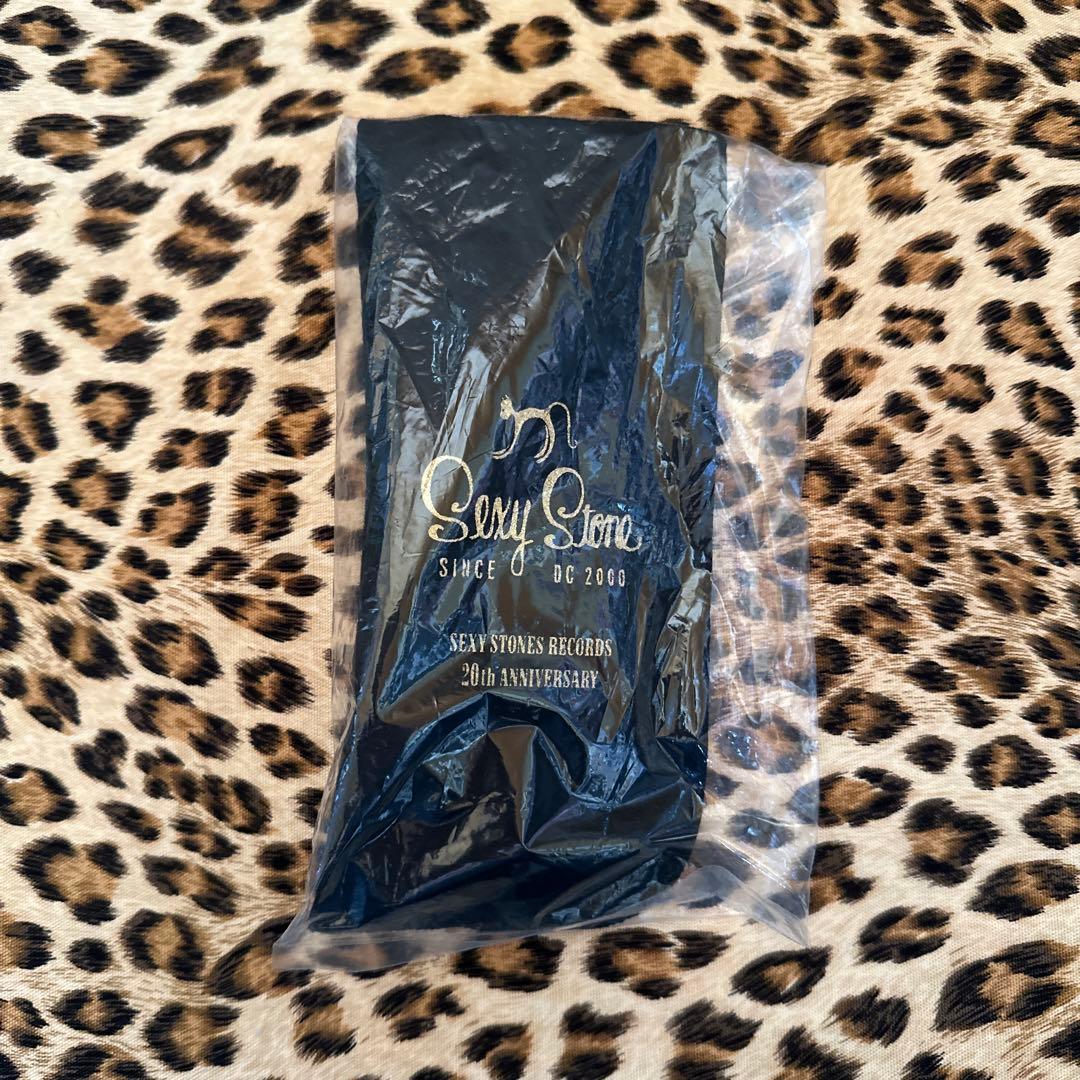 Sexy Stone
SINCE DC 2000
SEXY STONES RECORDS
20th ANNIVERSARY